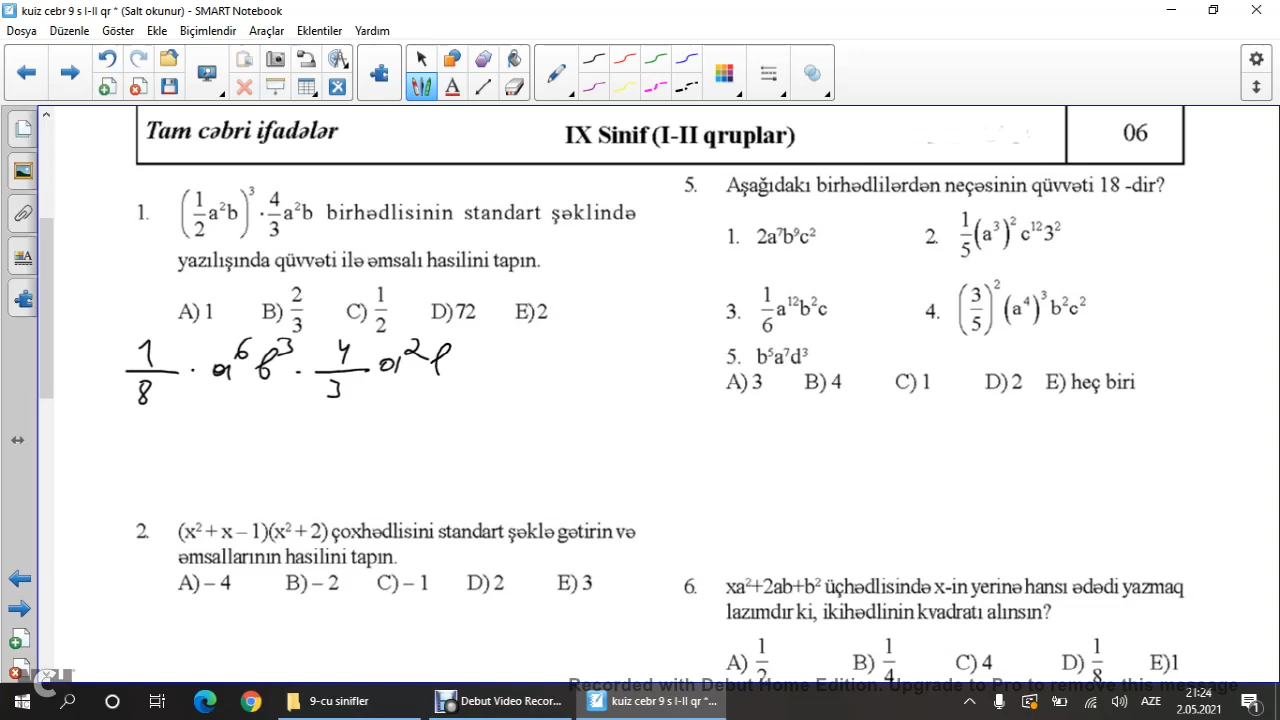 kuiz cebr 9 s I-II qr * (Salt okunur) - SMART Notebook
Dosya Düzenle Göster Ekle Biçimlendir Araçlar Eklentiler Yardım
Tam cəbri ifadələr IX Sinif (I-II qruplar) 06
1. (1/2 a²b)³ · 4/3 a²b birhədlisinin standart şəklində
yazılışında qüvvəti ilə əmsalı hasilini tapın.
A) 1 B) 2/3 C) 1/2 D) 72 E) 2
1/8 · a⁶b³ · 4/3 a²b
2. (x² + x – 1)(x² + 2) çoxhədlisini standart şəklə gətirin və
əmsallarının hasilini tapın.
A) – 4 B) – 2 C) – 1 D) 2 E) 3
5. Aşağıdakı birhədlilərdən neçəsinin qüvvəti 18 -dir?
1. 2a⁷b⁹c² 2. 1/5 (a³)² c¹²3²
3. 1/6 a¹²b²c 4. (3/5)² (a⁴)³ b²c²
5. b⁵a⁷d³
A) 3 B) 4 C) 1 D) 2 E) heç biri
6. xa²+2ab+b² üçhədlisində x-in yerinə hansı ədədi yazmaq
lazımdır ki, ikihədlinin kvadratı alınsın?
A) 1/2 B) 1/4 C) 4 D) 1/8 E) 1
Recorded with Debut Home Edition. Upgrade to Pro to remove this message
9-cu sinifler Debut Video Recor... kuiz cebr 9 s I-II qr *... AZE 21:24
2.05.2021